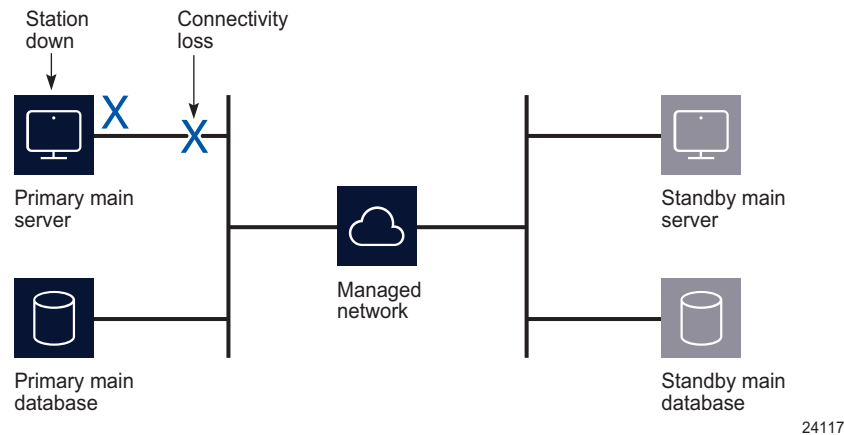 Station
down
Connectivity
loss
X
X
Primary main
server
Standby main
server
Managed
network
Primary main
database
Standby main
database
24117